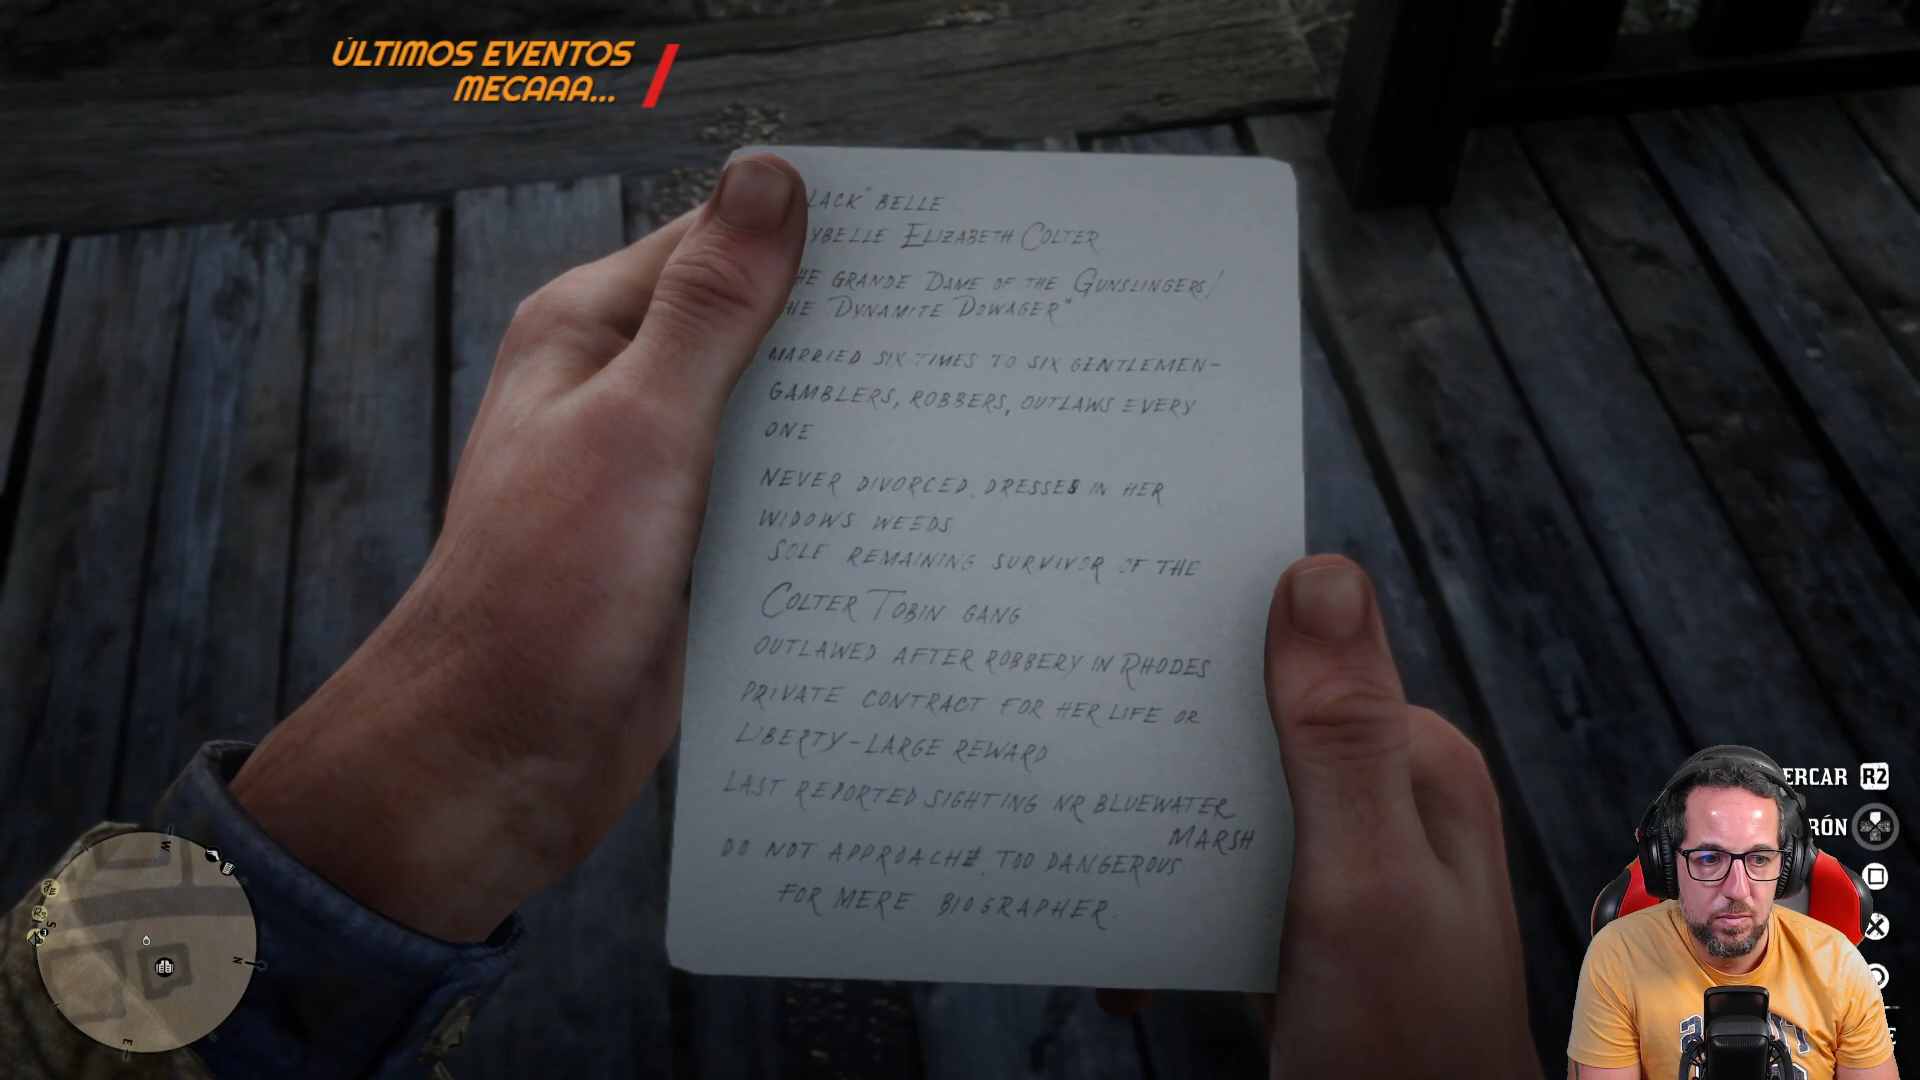 ÚLTIMOS EVENTOS
MECAAA...
LACK" BELLE
YBELLE ELIZABETH COLTER
HE GRANDE DAME OF THE GUNSLINGERS/
HE DYNAMITE DOWAGER"
MARRIED SIX TIMES TO SIX GENTLEMEN-
GAMBLERS, ROBBERS, OUTLAWS EVERY
ONE
NEVER DIVORCED, DRESSES IN HER
WIDOWS WEEDS
SOLE REMAINING SURVIVOR OF THE
COLTER TOBIN GANG
OUTLAWED AFTER ROBBERY IN RHODES
PRIVATE CONTRACT FOR HER LIFE OR
LIBERTY-LARGE REWARD
LAST REPORTED SIGHTING NR BLUEWATER
MARSH
DO NOT APPROACH, TOO DANGEROUS
FOR MERE BIOGRAPHER.
ERCAR R2
RÓN
W
S
N
E